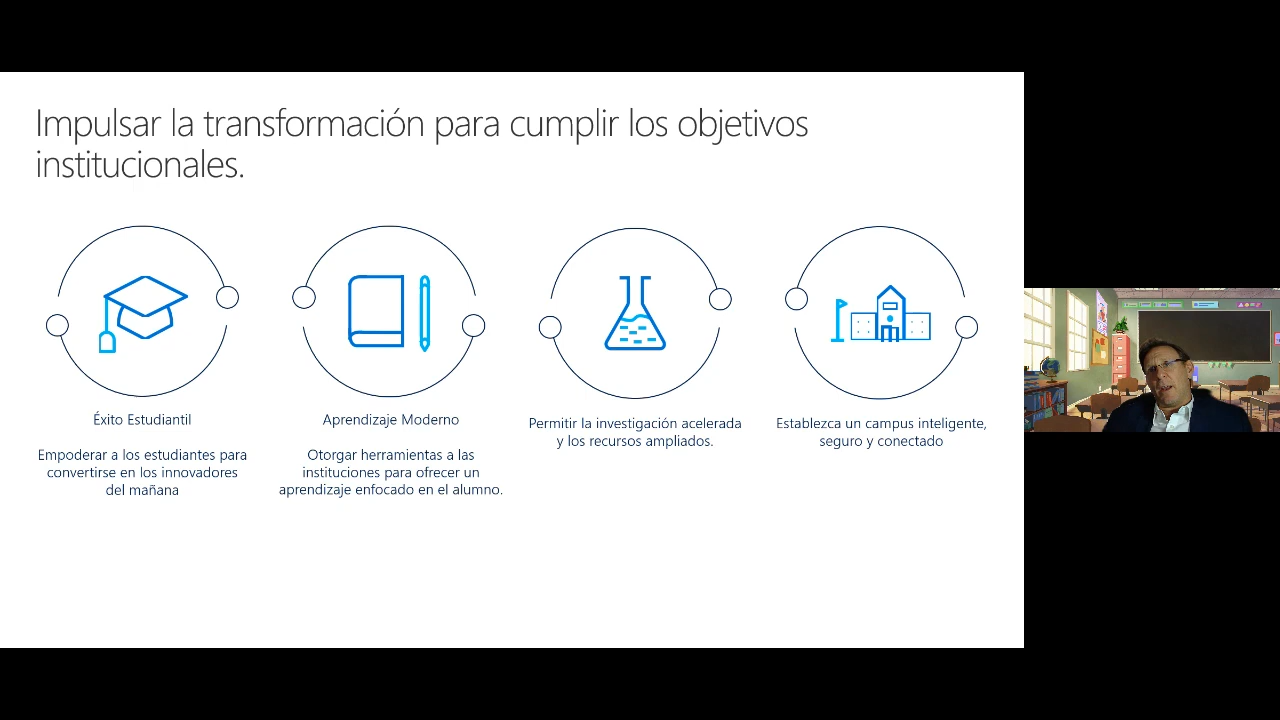 Impulsar la transformación para cumplir los objetivos
institucionales.
Éxito Estudiantil
Empoderar a los estudiantes para
convertirse en los innovadores
del mañana
Aprendizaje Moderno
Otorgar herramientas a las
instituciones para ofrecer un
aprendizaje enfocado en el alumno.
Permitir la investigación acelerada
y los recursos ampliados.
Establezca un campus inteligente,
seguro y conectado